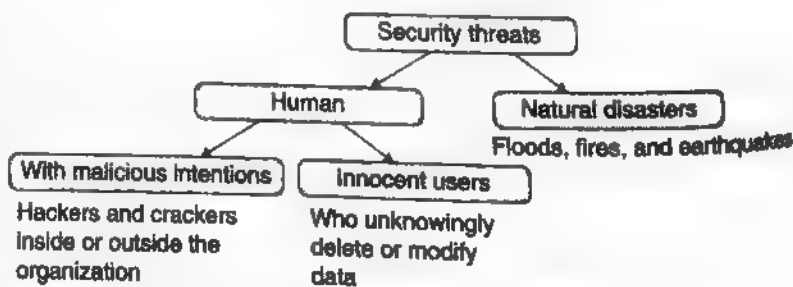 Security threats
Human
Natural disasters
Floods, fires, and earthquakes
With malicious intentions
Innocent users
Hackers and crackers
inside or outside the
organization
Who unknowingly
delete or modify
data